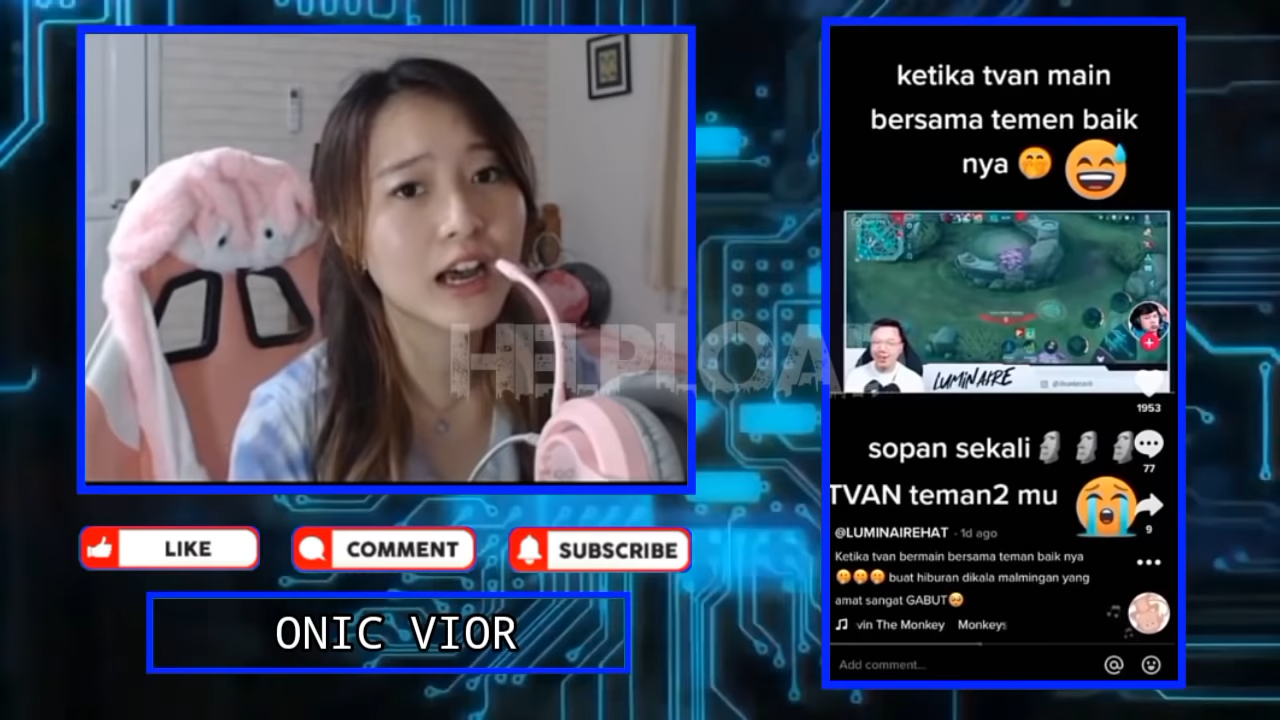 HELPLOAD
LIKE
COMMENT
SUBSCRIBE
ONIC VIOR
ketika tvan main
bersama temen baik
nya 🤭 😅
LUMINAIRE
1953
sopan sekali 🗿 🗿 🗿
77
TVAN teman2 mu 😭
9
@LUMINAIREHAT · 1d ago
Ketika tvan bermain bersama teman baik nya
🤭🤭🤭 buat hiburan dikala malmingan yang
amat sangat GABUT🥺
vin The Monkey Monkeys
Add comment...